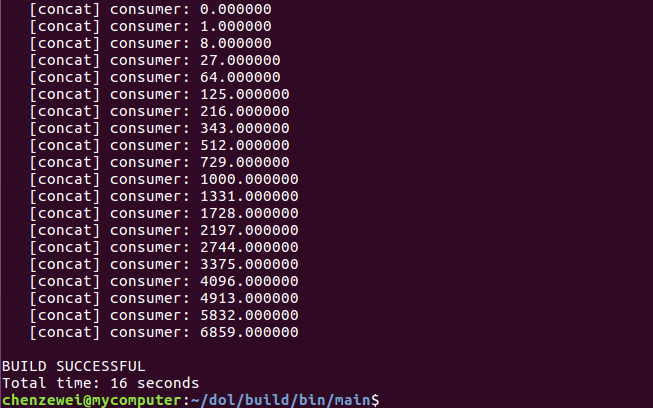 [concat] consumer: 0.000000
[concat] consumer: 1.000000
[concat] consumer: 8.000000
[concat] consumer: 27.000000
[concat] consumer: 64.000000
[concat] consumer: 125.000000
[concat] consumer: 216.000000
[concat] consumer: 343.000000
[concat] consumer: 512.000000
[concat] consumer: 729.000000
[concat] consumer: 1000.000000
[concat] consumer: 1331.000000
[concat] consumer: 1728.000000
[concat] consumer: 2197.000000
[concat] consumer: 2744.000000
[concat] consumer: 3375.000000
[concat] consumer: 4096.000000
[concat] consumer: 4913.000000
[concat] consumer: 5832.000000
[concat] consumer: 6859.000000
BUILD SUCCESSFUL
Total time: 16 seconds
chenzewei@mycomputer:~/dol/build/bin/main$